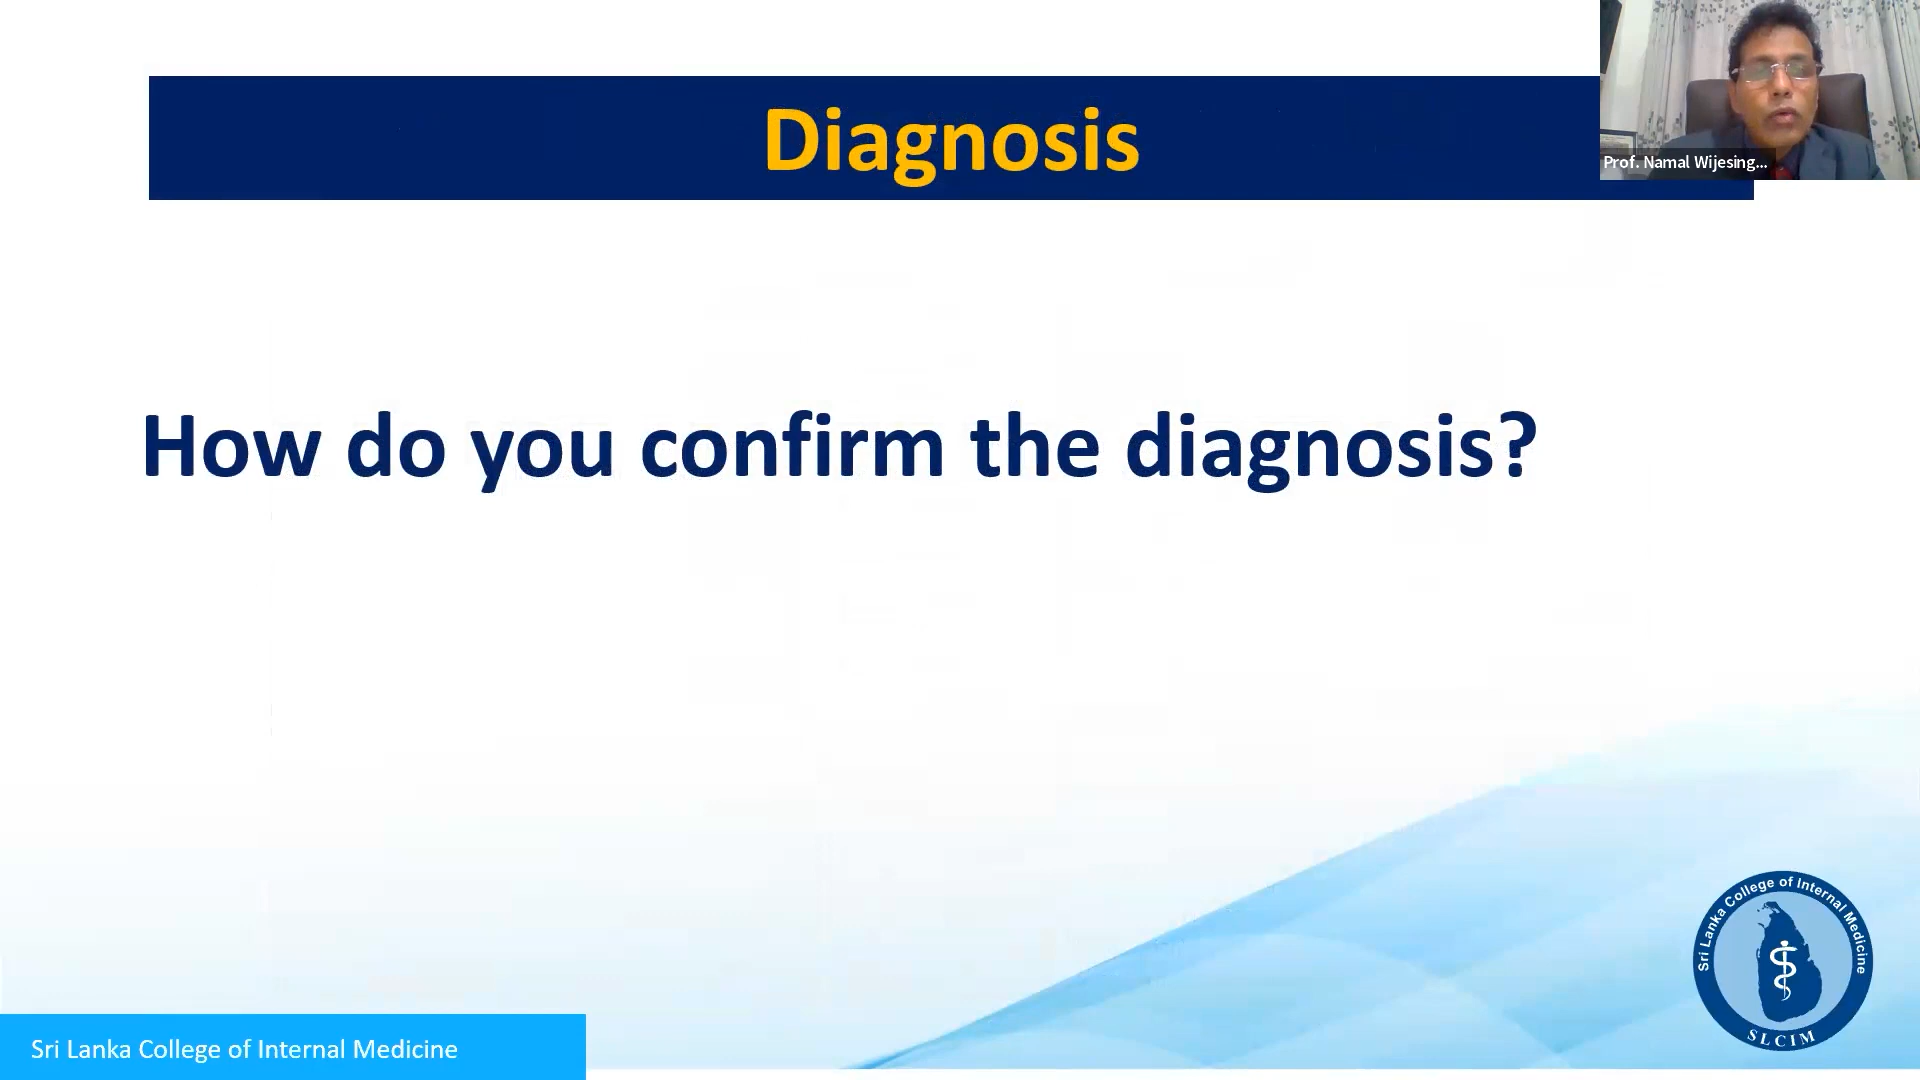 Diagnosis
Prof. Namal Wijesing...
How do you confirm the diagnosis?
Sri Lanka College of Internal Medicine
SLCIM
Sri Lanka College of Internal Medicine